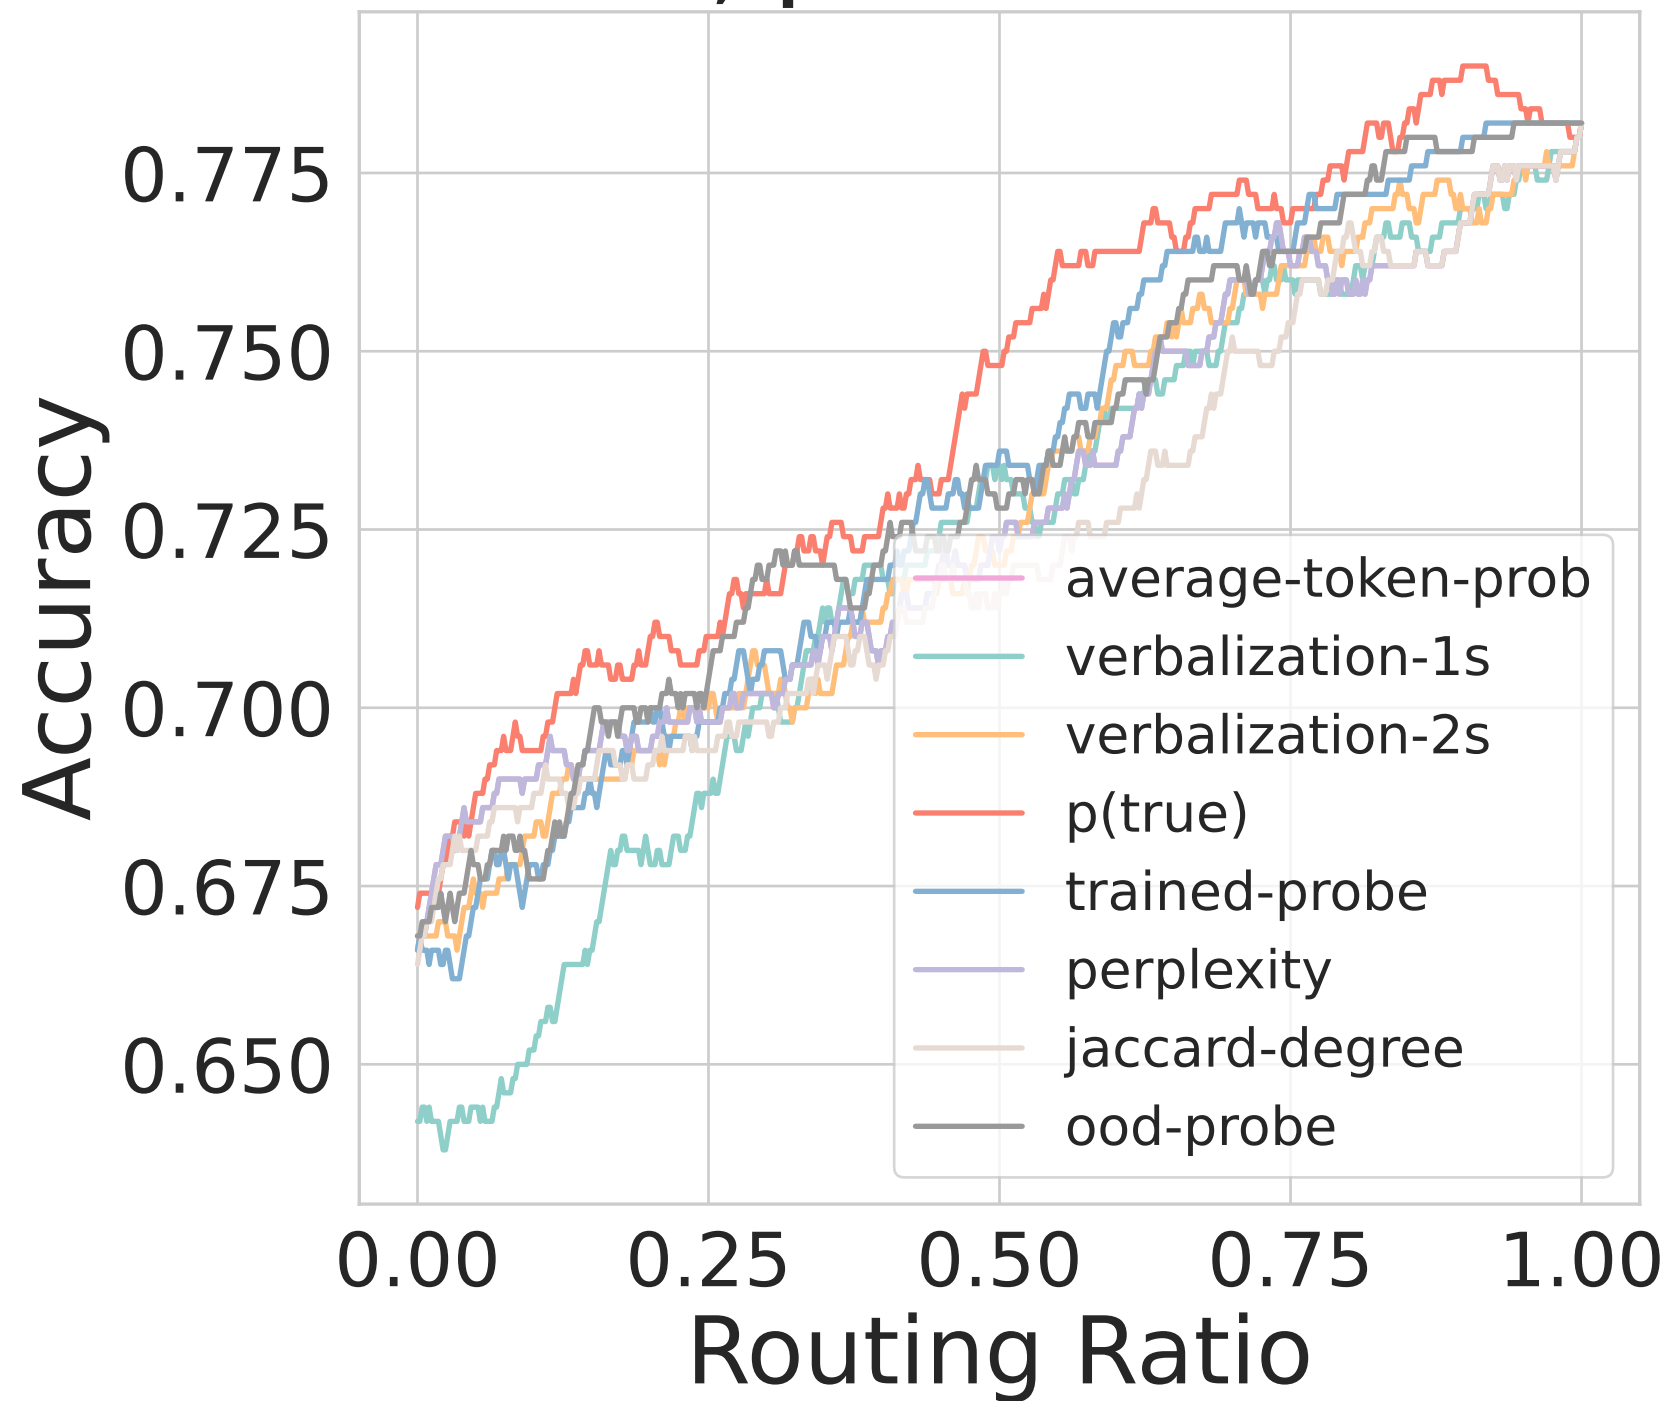 0.775
0.750
0.725
0.700
0.675
0.650
Accuracy
average-token-prob
verbalization-1s
verbalization-2s
p(true)
trained-probe
perplexity
jaccard-degree
ood-probe
0.00 0.25 0.50 0.75 1.00
Routing Ratio